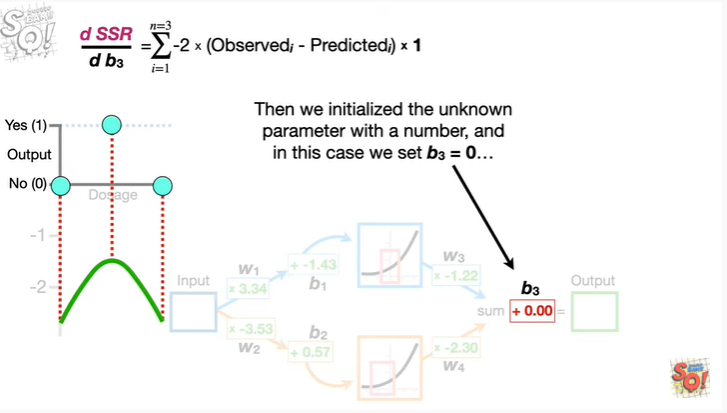 d SSR
d b₃
n=3
= ∑ -2 × (Observedᵢ - Predictedᵢ) × 1
i=1
Then we initialized the unknown
parameter with a number, and
in this case we set b₃ = 0…
Yes (1)
Output
No (0)
Dosage
-1
-2
Input
W₁
× 3.34
+ -1.43
b₁
W₃
× -1.22
b₃
sum + 0.00 =
Output
× -3.53
W₂
b₂
+ 0.57
× -2.30
W₄
SQ!